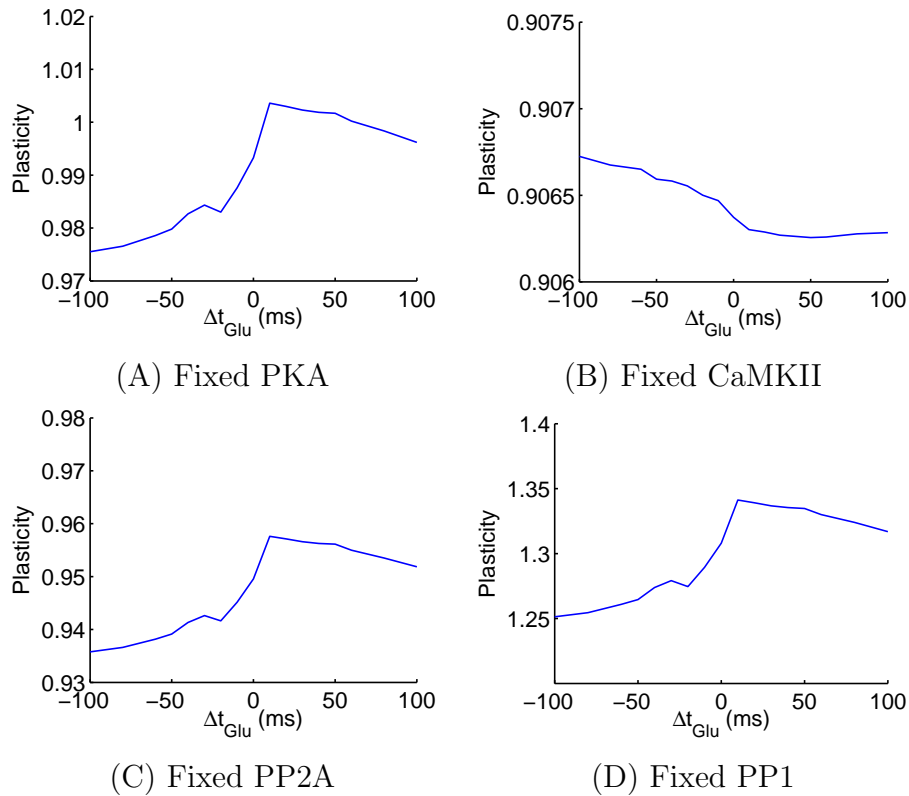 1.02
1.01
1
0.99
0.98
0.97
Plasticity
−100 −50 0 50 100
Δt_Glu (ms)
(A) Fixed PKA
0.9075
0.907
0.9065
0.906
Plasticity
−100 −50 0 50 100
Δt_Glu (ms)
(B) Fixed CaMKII
0.98
0.97
0.96
0.95
0.94
0.93
Plasticity
−100 −50 0 50 100
Δt_Glu (ms)
(C) Fixed PP2A
1.4
1.35
1.3
1.25
Plasticity
−100 −50 0 50 100
Δt_Glu (ms)
(D) Fixed PP1